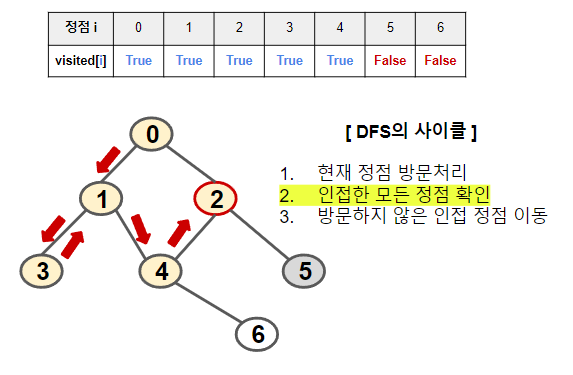 정점 i 0 1 2 3 4 5 6
visited[i] True True True True True False False
[ DFS의 사이클 ]
1. 현재 정점 방문처리
2. 인접한 모든 정점 확인
3. 방문하지 않은 인접 정점 이동
0
1
2
3
4
5
6